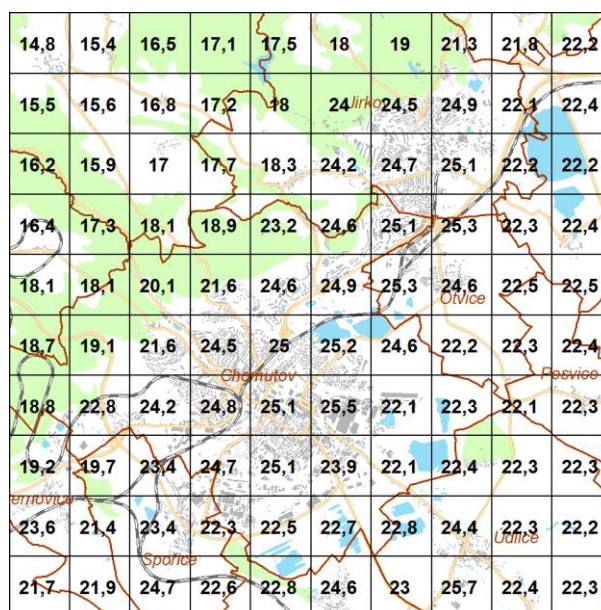 14,8 15,4 16,5 17,1 17,5 18 19 21,3 21,8 22,2
15,5 15,6 16,8 17,2 18 24 24,5 24,9 22,1 22,4
Jirko
16,2 15,9 17 17,7 18,3 24,2 24,7 25,1 22,2 22,2
16,4 17,3 18,1 18,9 23,2 24,6 25,1 25,3 22,3 22,4
18,1 18,1 20,1 21,6 24,6 24,9 25,3 24,6 22,5 22,5
Otvice
18,7 19,1 21,6 24,5 25 25,2 24,6 22,2 22,3 22,4
Chomutov
18,8 22,8 24,2 24,8 25,1 25,5 22,1 22,3 22,1 22,3
19,2 19,7 23,4 24,7 25,1 23,9 22,1 22,4 22,3 22,3
23,6 21,4 23,4 22,3 22,5 22,7 22,8 24,4 22,3 22,2
Spořice Údlice
21,7 21,9 24,7 22,6 22,8 24,6 23 25,7 22,4 22,3